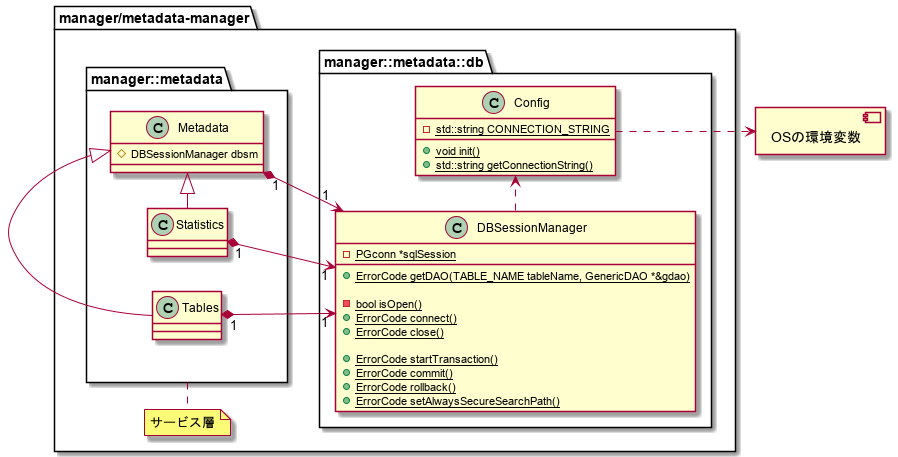 manager/metadata-manager
manager::metadata
C Metadata
DBSessionManager dbsm
C Statistics
C Tables
サービス層
manager::metadata::db
C Config
std::string CONNECTION_STRING
void init()
std::string getConnectionString()
C DBSessionManager
PGconn *sqlSession
ErrorCode getDAO(TABLE_NAME tableName, GenericDAO *&gdao)
bool isOpen()
ErrorCode connect()
ErrorCode close()
ErrorCode startTransaction()
ErrorCode commit()
ErrorCode rollback()
ErrorCode setAlwaysSecureSearchPath()
1
1
1
1
1
1
OSの環境変数